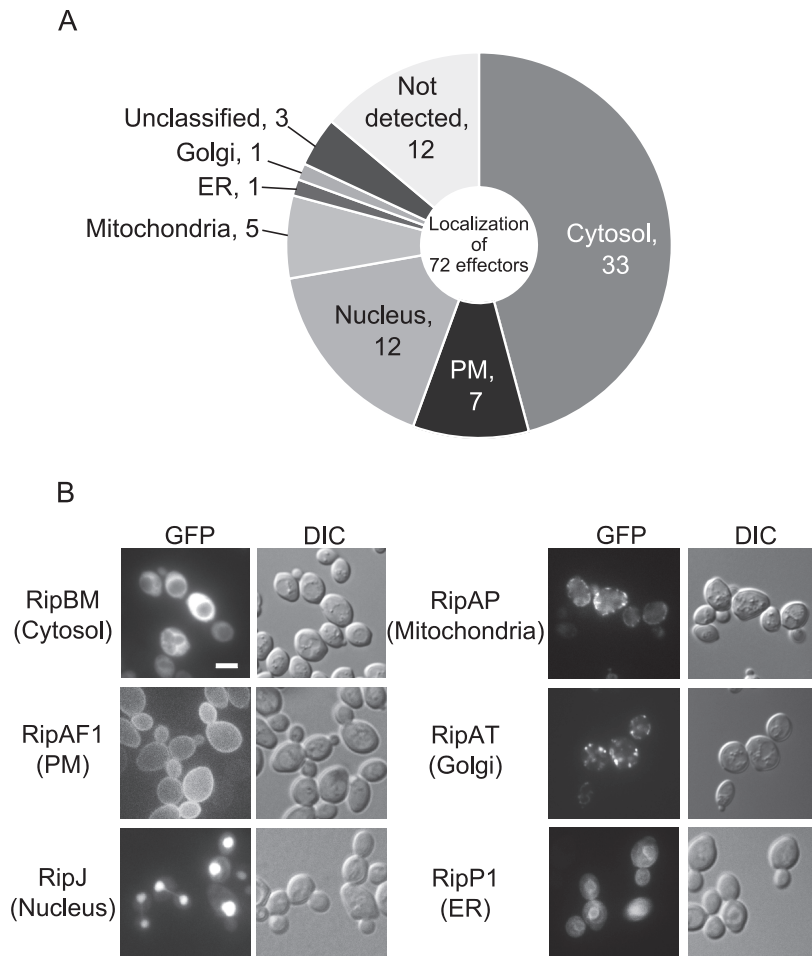 A
Not
detected,
12
Unclassified, 3
Golgi, 1
ER, 1
Mitochondria, 5
Localization
of
72 effectors
Cytosol,
33
Nucleus,
12
PM,
7
B
GFP DIC GFP DIC
RipBM
(Cytosol)
RipAP
(Mitochondria)
RipAF1
(PM)
RipAT
(Golgi)
RipJ
(Nucleus)
RipP1
(ER)